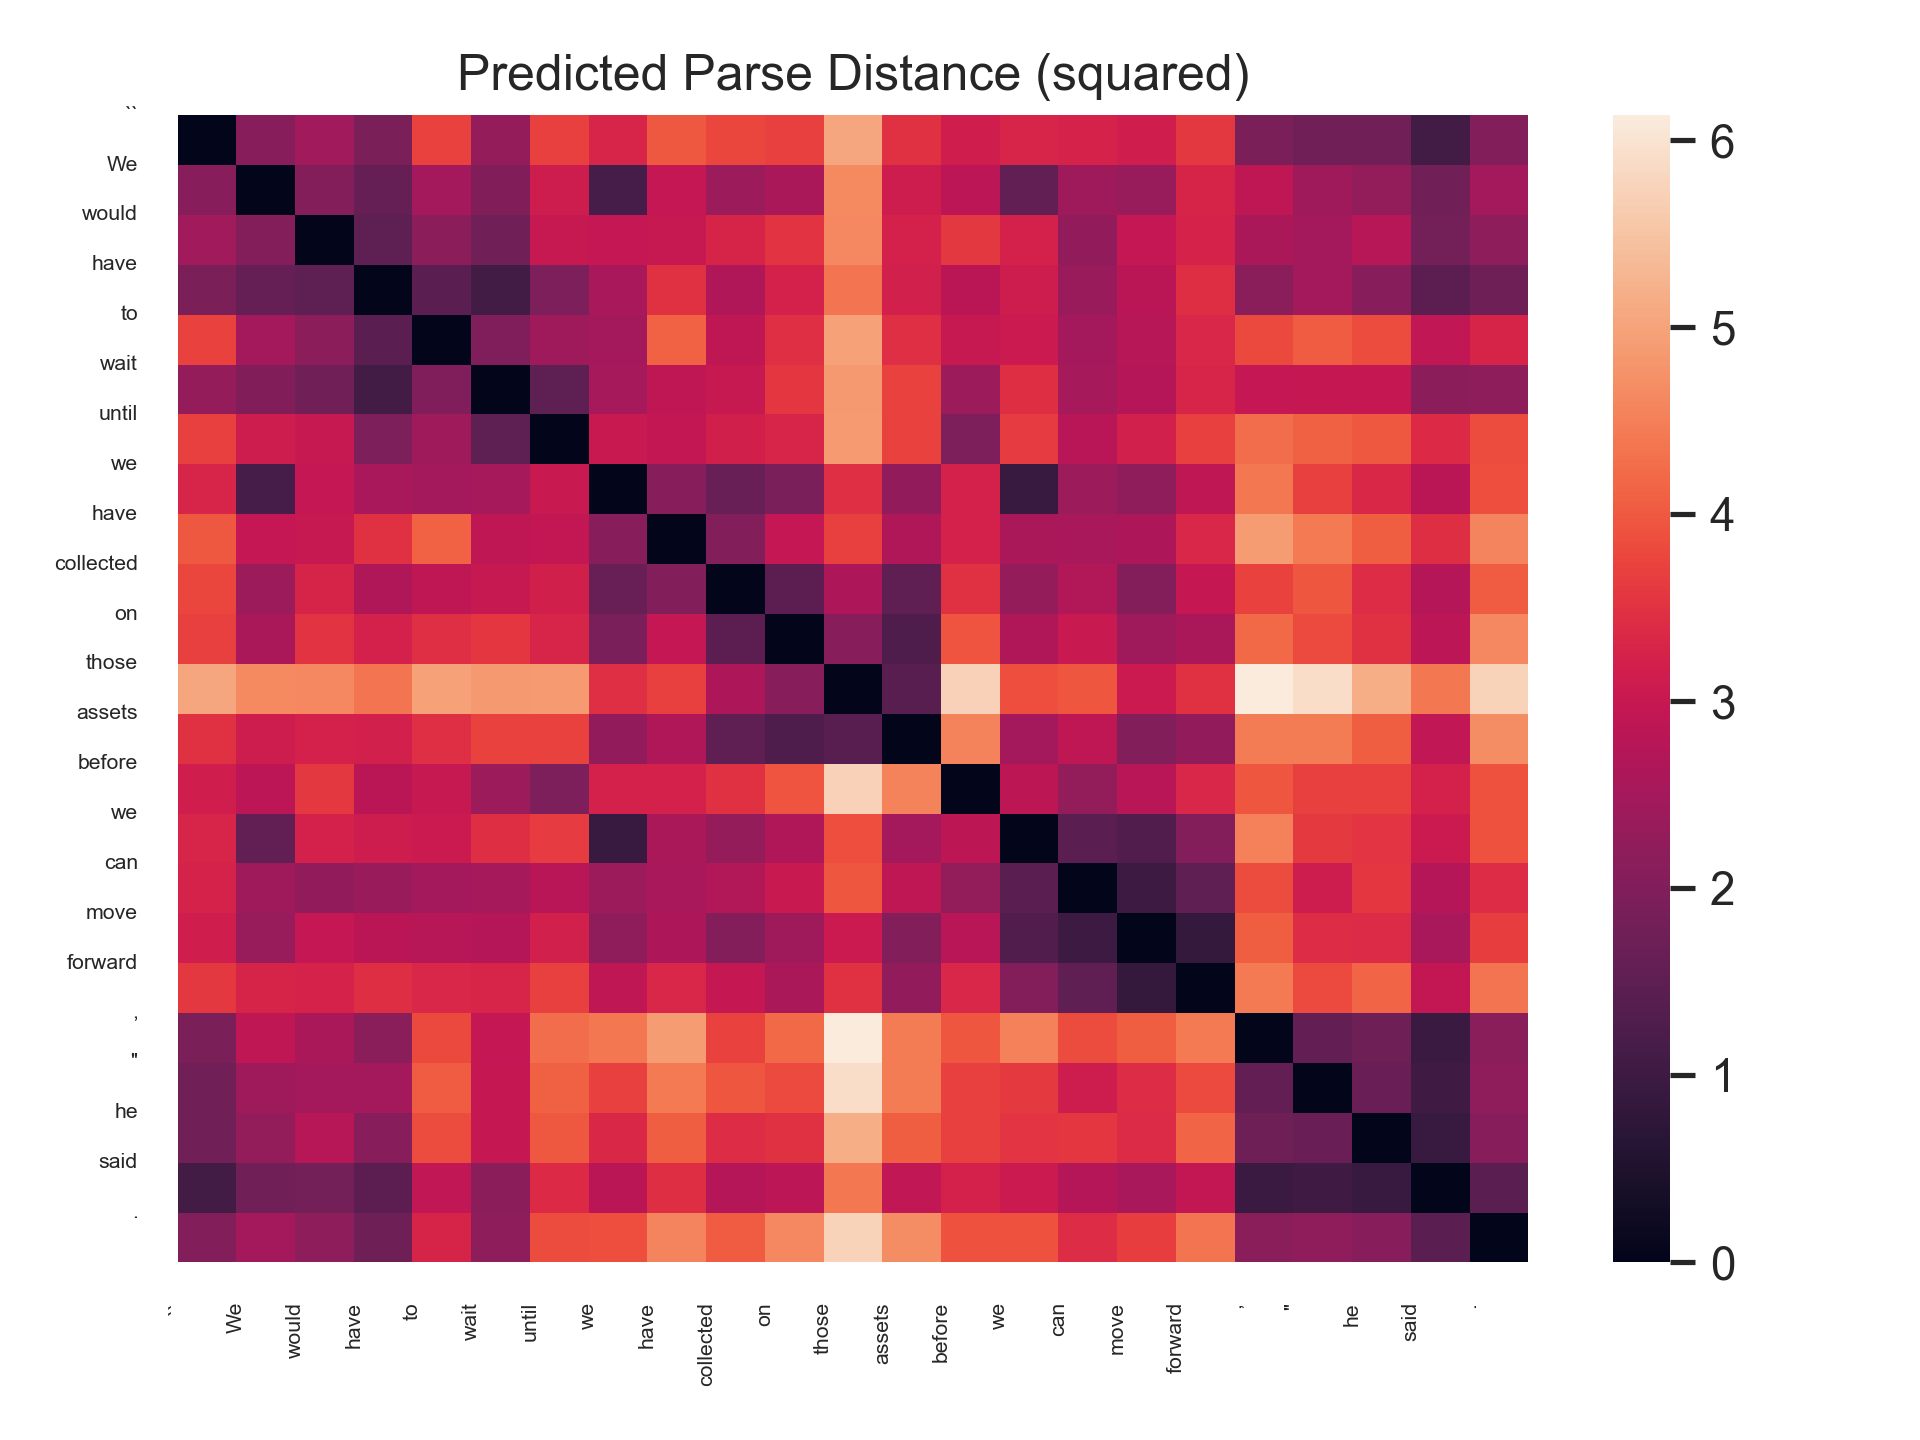 Predicted Parse Distance (squared)
``
We
would
have
to
wait
until
we
have
collected
on
those
assets
before
we
can
move
forward
,
"
he
said
.
6
5
4
3
2
1
0
``
We
would
have
to
wait
until
we
have
collected
on
those
assets
before
we
can
move
forward
,
"
he
said
.